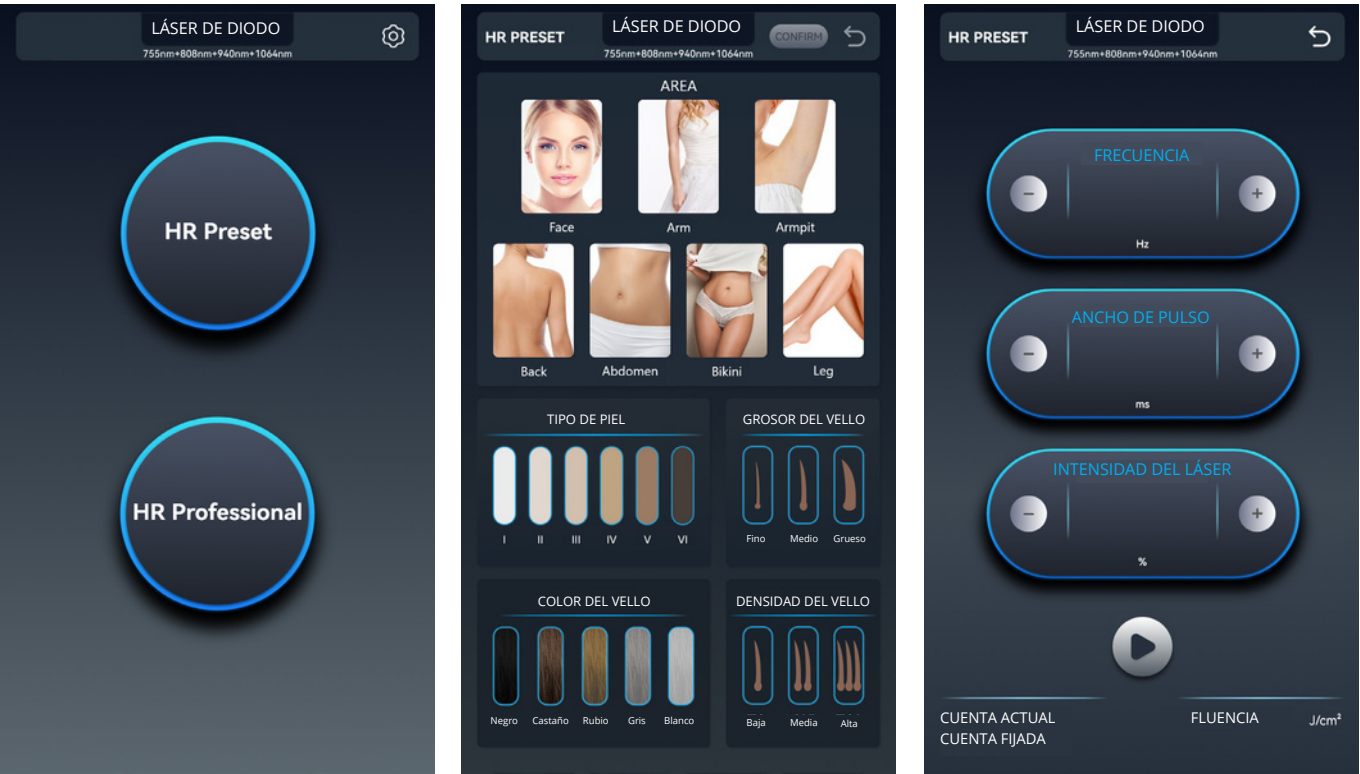 LÁSER DE DIODO
755nm+808nm+940nm+1064nm
HR Preset
HR Professional
HR PRESET
LÁSER DE DIODO
CONFIRM
755nm+808nm+940nm+1064nm
AREA
Face Arm Armpit
Back Abdomen Bikini Leg
TIPO DE PIEL
I II III IV V VI
GROSOR DEL VELLO
Fino Medio Grueso
COLOR DEL VELLO
Negro Castaño Rubio Gris Blanco
DENSIDAD DEL VELLO
Baja Media Alta
HR PRESET
LÁSER DE DIODO
755nm+808nm+940nm+1064nm
FRECUENCIA
- +
Hz
ANCHO DE PULSO
- +
ms
INTENSIDAD DEL LÁSER
- +
%
CUENTA ACTUAL
CUENTA FIJADA
FLUENCIA J/cm²